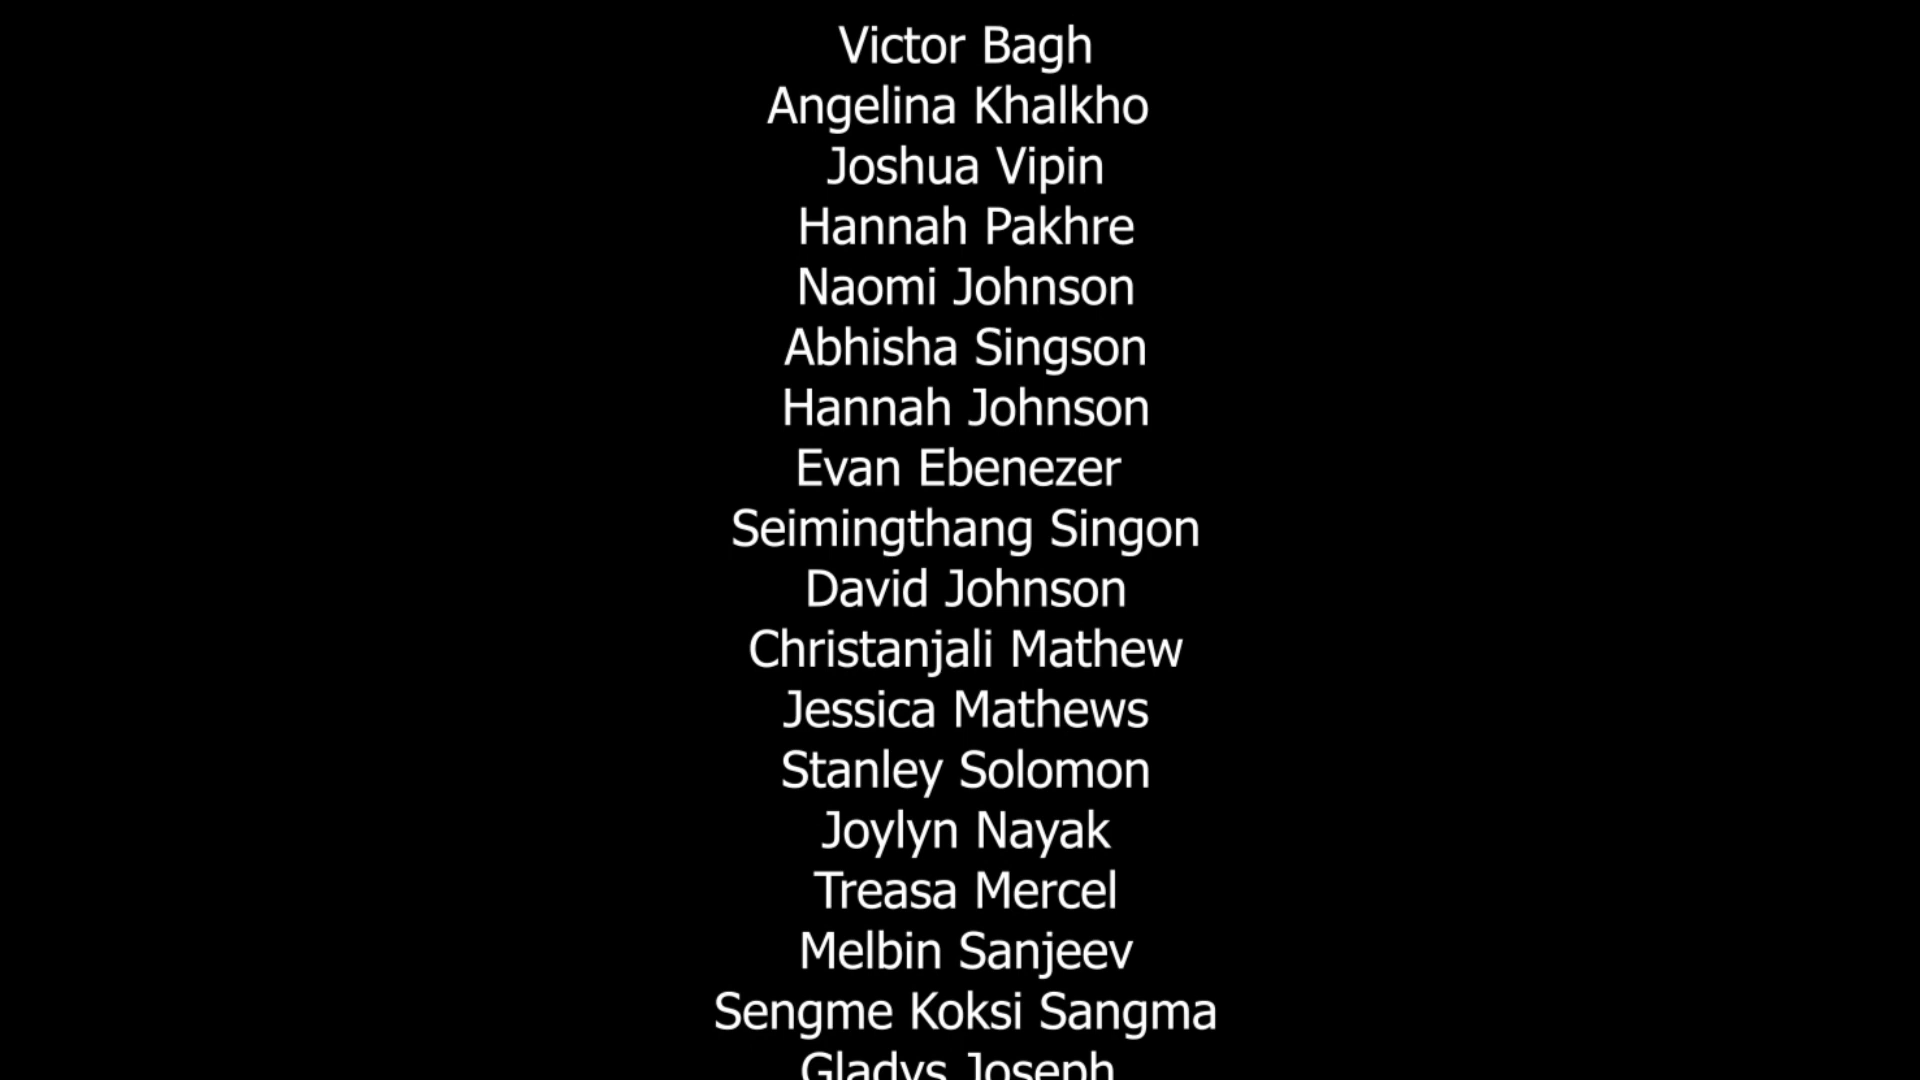 Victor Bagh
Angelina Khalkho
Joshua Vipin
Hannah Pakhre
Naomi Johnson
Abhisha Singson
Hannah Johnson
Evan Ebenezer
Seimingthang Singon
David Johnson
Christanjali Mathew
Jessica Mathews
Stanley Solomon
Joylyn Nayak
Treasa Mercel
Melbin Sanjeev
Sengme Koksi Sangma
Gladys Joseph